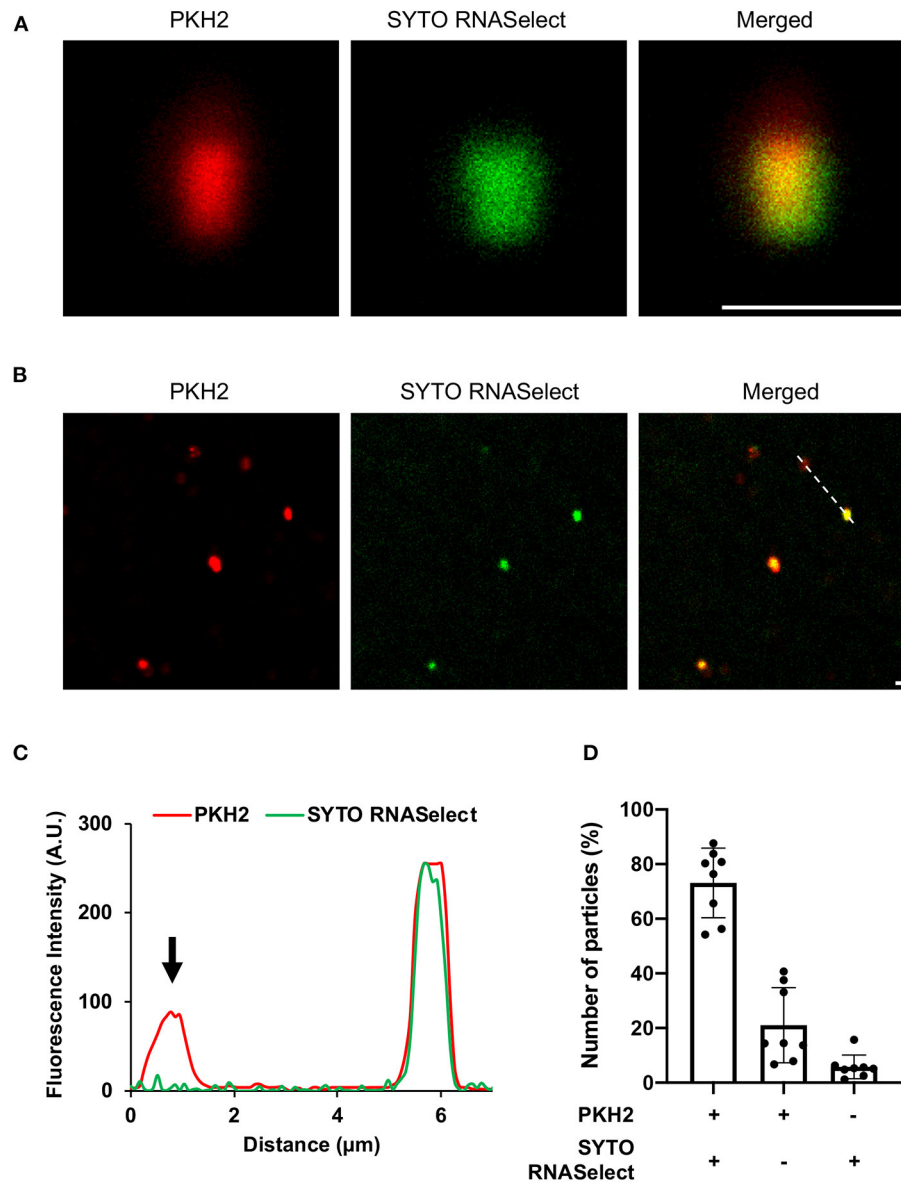 A
PKH2 SYTO RNASelect Merged
B
PKH2 SYTO RNASelect Merged
C
PKH2 SYTO RNASelect
Fluorescence Intensity (A.U.)
300
200
100
0
0 2 4 6
Distance (µm)
D
Number of particles (%)
100
80
60
40
20
0
PKH2 + + -
SYTO RNASelect + - +